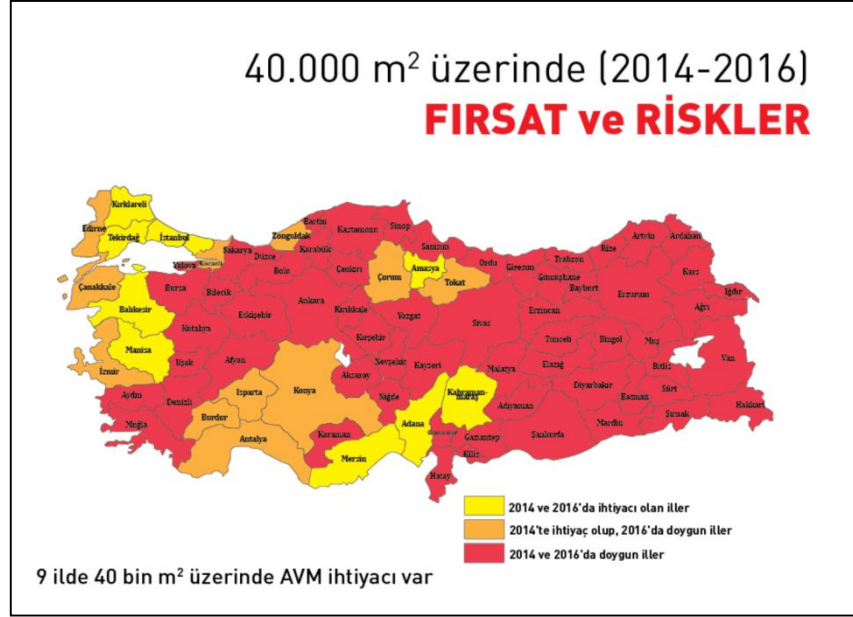 40.000 m² üzerinde (2014-2016)
FIRSAT ve RİSKLER
Kırklareli
Edirne
Tekirdağ
İstanbul
Zonguldak
Bartın
Kastamonu
Sinop
Samsun
Artvin
Ardahan
Rize
Trabzon
Sakarya
Düzce
Karabük
Yalova
Bolu
Çankırı
Çorum
Amasya
Tokat
Ordu
Giresun
Gümüşhane
Bayburt
Kars
Iğdır
Çanakkale
Bursa
Bilecik
Ankara
Kırıkkale
Yozgat
Sivas
Erzincan
Erzurum
Ağrı
Balıkesir
Kütahya
Eskişehir
Kırşehir
Tunceli
Bingöl
Muş
Manisa
Uşak
Afyon
Nevşehir
Kayseri
Malatya
Elazığ
Bitlis
Van
İzmir
Isparta
Konya
Aksaray
Niğde
Kahraman-
maraş
Diyarbakır
Siirt
Aydın
Denizli
Burdur
Adıyaman
Batman
Şırnak
Hakkari
Muğla
Antalya
Karaman
Mersin
Adana
Gaziantep
Şanlıurfa
Mardin
Kilis
Hatay
2014 ve 2016'da ihtiyacı olan iller
2014'te ihtiyaç olup, 2016'da doygun iller
2014 ve 2016'da doygun iller
9 ilde 40 bin m² üzerinde AVM ihtiyacı var